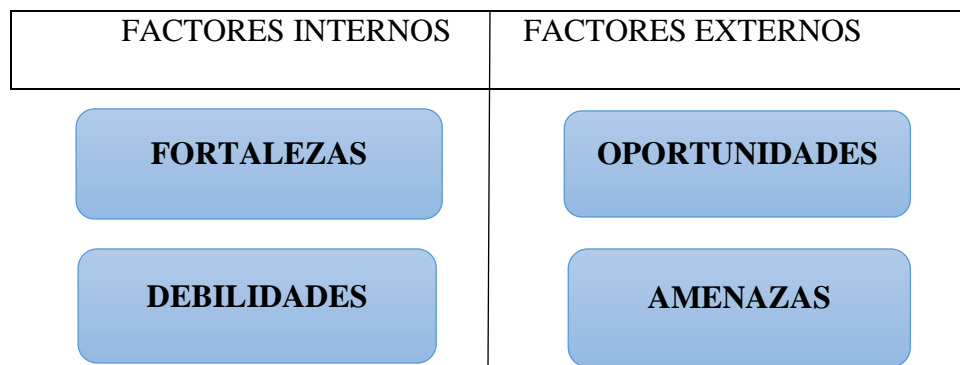 FACTORES INTERNOS
FACTORES EXTERNOS
FORTALEZAS
OPORTUNIDADES
DEBILIDADES
AMENAZAS